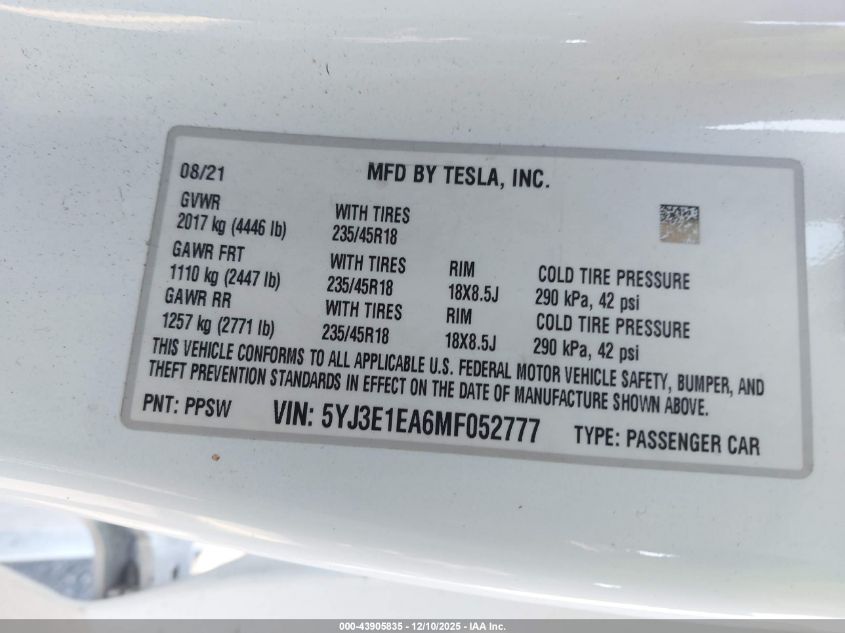 08/21 MFD BY TESLA, INC.
GVWR
2017 kg (4446 lb) WITH TIRES 235/45R18
GAWR FRT WITH TIRES RIM COLD TIRE PRESSURE
1110 kg (2447 lb) 235/45R18 18X8.5J 290 kPa, 42 psi
GAWR RR WITH TIRES RIM COLD TIRE PRESSURE
1257 kg (2771 lb) 235/45R18 18X8.5J 290 kPa, 42 psi
THIS VEHICLE CONFORMS TO ALL APPLICABLE U.S. FEDERAL MOTOR VEHICLE SAFETY, BUMPER, AND
THEFT PREVENTION STANDARDS IN EFFECT ON THE DATE OF MANUFACTURE SHOWN ABOVE.
PNT: PPSW VIN: 5YJ3E1EA6MF052777 TYPE: PASSENGER CAR
000-43905835 - 12/10/2025 - IAA Inc.